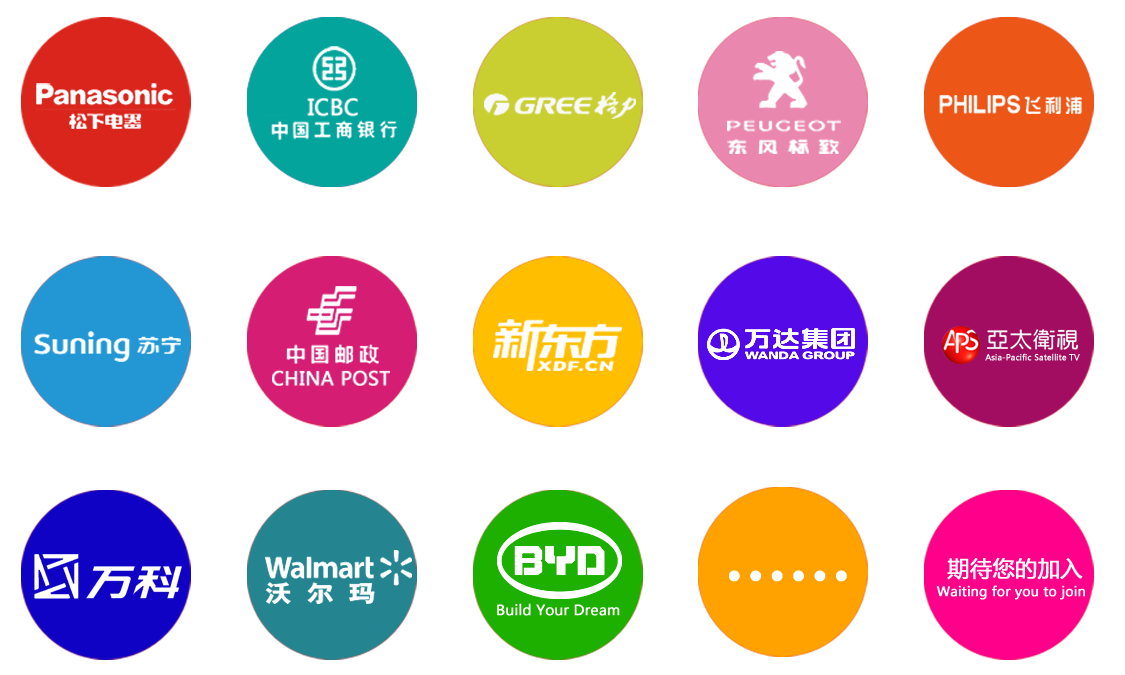 Panasonic
松下电器
ICBC
中国工商银行
GREE 格力
PEUGEOT
东风标致
PHILIPS 飞利浦
Suning 苏宁
中国邮政
CHINA POST
新东方
XDF.CN
万达集团
WANDA GROUP
APS 亞太衛視
Asia-Pacific Satellite TV
万科
Walmart
沃尔玛
BYD
Build Your Dream
......
期待您的加入
Waiting for you to join